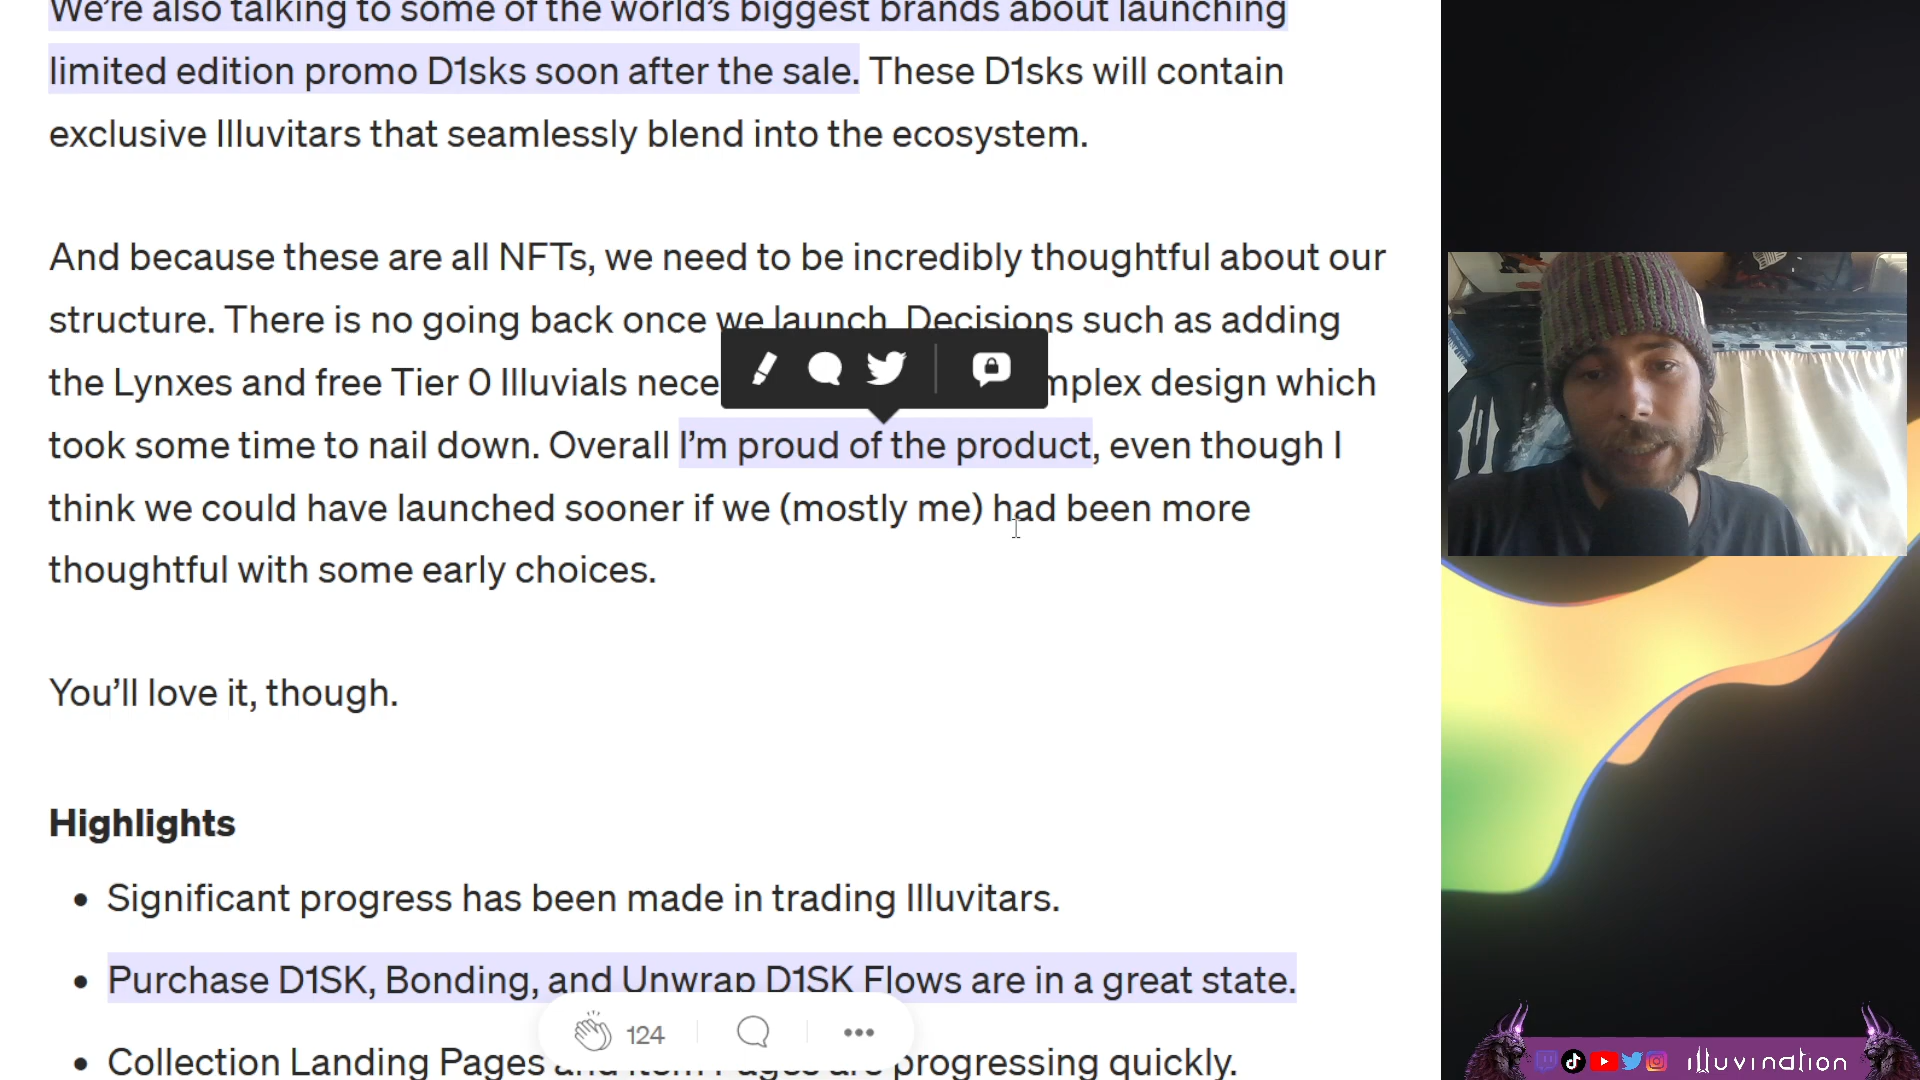 We're also talking to some of the world's biggest brands about launching
limited edition promo D1sks soon after the sale. These D1sks will contain
exclusive Illuvitars that seamlessly blend into the ecosystem.
And because these are all NFTs, we need to be incredibly thoughtful about our
structure. There is no going back once we launch. Decisions such as adding
the Lynxes and free Tier 0 Illuvials nece mplex design which
took some time to nail down. Overall I'm proud of the product, even though I
think we could have launched sooner if we (mostly me) had been more
thoughtful with some early choices.
You'll love it, though.
Highlights
• Significant progress has been made in trading Illuvitars.
• Purchase D1SK, Bonding, and Unwrap D1SK Flows are in a great state.
• Collection Landing Pages and Item Pages are progressing quickly.
124
illuvination